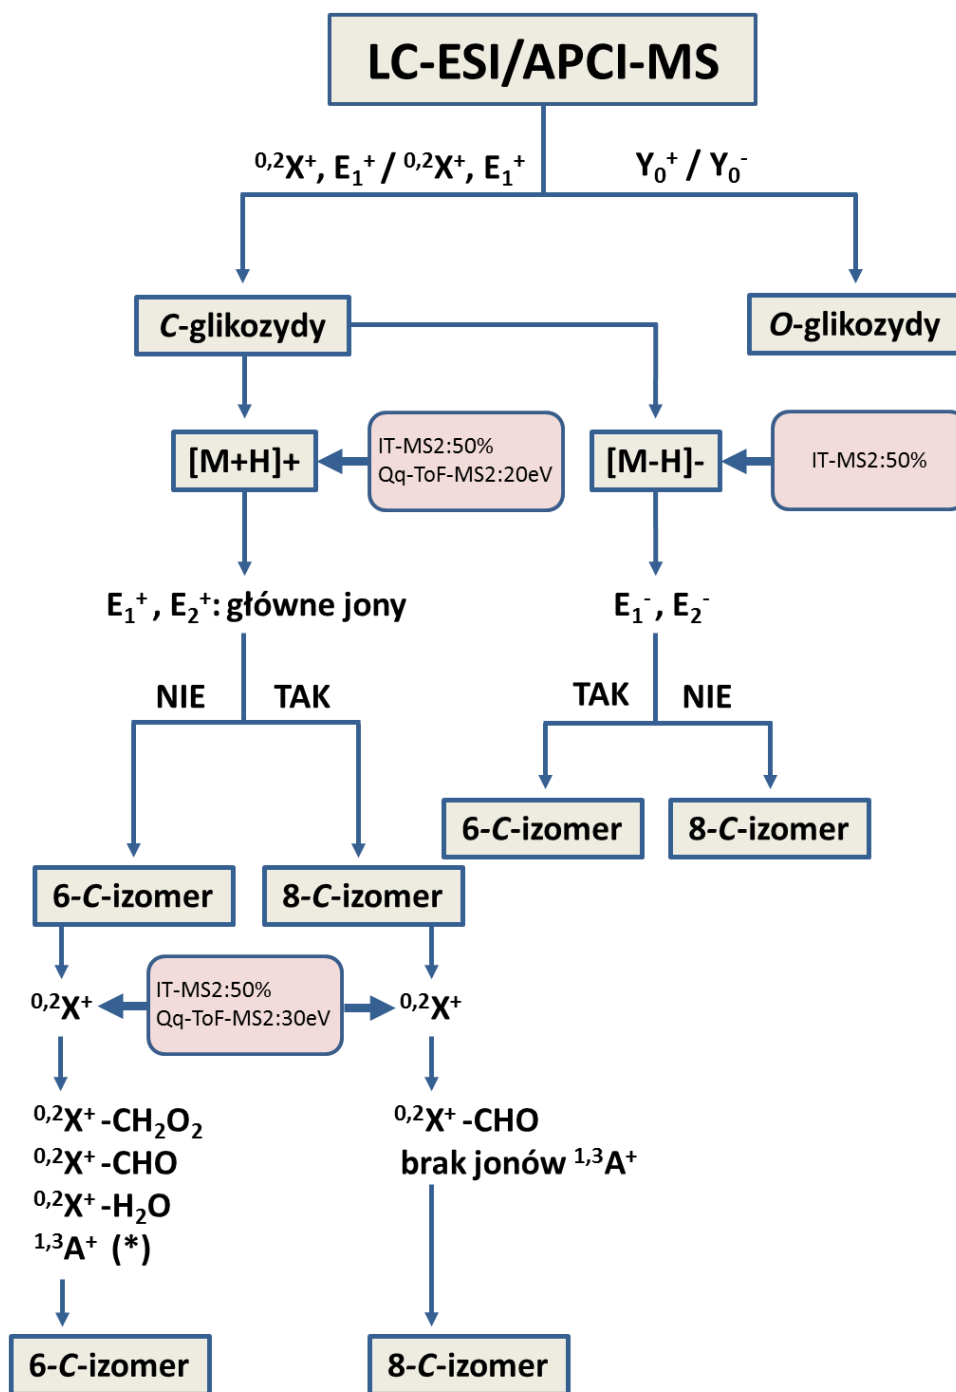 LC-ESI/APCI-MS
⁰,²X⁺, E₁⁺ / ⁰,²X⁺, E₁⁺
Y₀⁺ / Y₀⁻
C-glikozydy
O-glikozydy
[M+H]+
IT-MS2:50%
Qq-ToF-MS2:20eV
[M-H]-
IT-MS2:50%
E₁⁺, E₂⁺: główne jony
E₁⁻, E₂⁻
NIE
TAK
TAK
NIE
6-C-izomer
8-C-izomer
6-C-izomer
8-C-izomer
⁰,²X⁺
IT-MS2:50%
Qq-ToF-MS2:30eV
⁰,²X⁺
⁰,²X⁺ -CH₂O₂
⁰,²X⁺ -CHO
⁰,²X⁺ -H₂O
¹,³A⁺ (*)
⁰,²X⁺ -CHO
brak jonów ¹,³A⁺
6-C-izomer
8-C-izomer